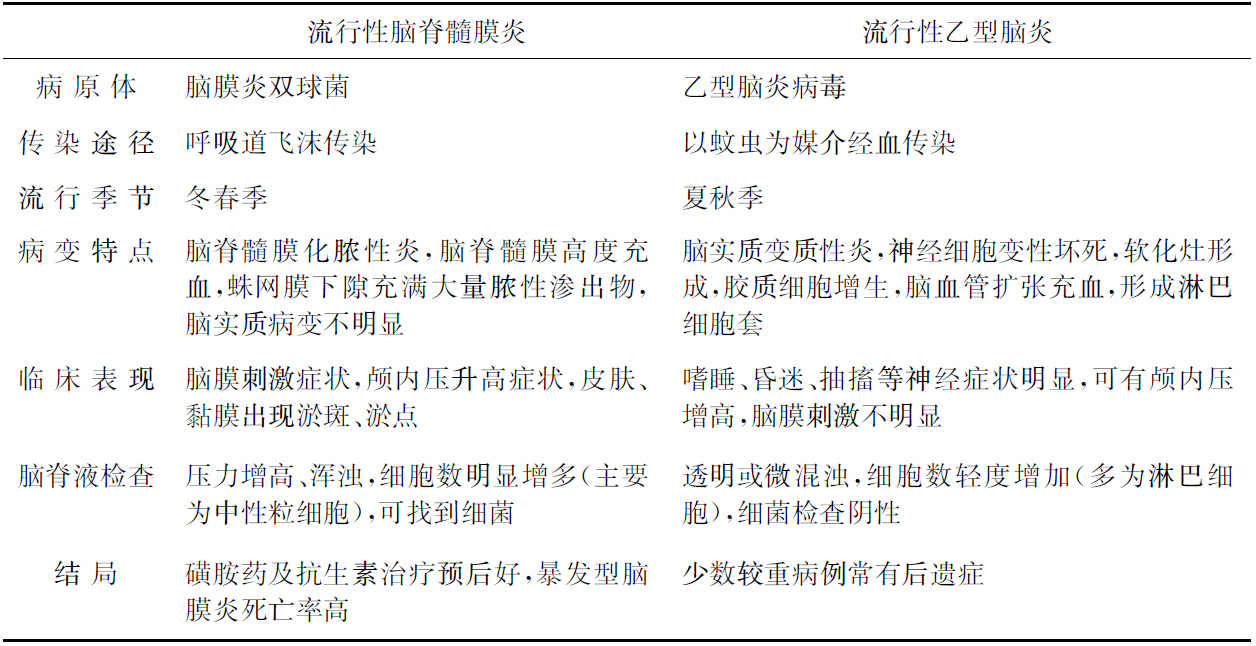 流行性脑脊髓膜炎 流行性乙型脑炎
病原体 脑膜炎双球菌 乙型脑炎病毒
传染途径 呼吸道飞沫传染 以蚊虫为媒介经血传染
流行季节 冬春季 夏秋季
病变特点 脑脊髓膜化脓性炎,脑脊髓膜高度充 脑实质变质性炎,神经细胞变性坏死,软化灶形
血,蛛网膜下隙充满大量脓性渗出物, 成,胶质细胞增生,脑血管扩张充血,形成淋巴
脑实质病变不明显 细胞套
临床表现 脑膜刺激症状,颅内压升高症状,皮肤、 嗜睡、昏迷、抽搐等神经症状明显,可有颅内压
黏膜出现淤斑、淤点 增高,脑膜刺激不明显
脑脊液检查 压力增高、浑浊,细胞数明显增多(主要 透明或微混浊,细胞数轻度增加(多为淋巴细
为中性粒细胞),可找到细菌 胞),细菌检查阴性
结局 磺胺药及抗生素治疗预后好,暴发型脑 少数较重病例常有后遗症
膜炎死亡率高